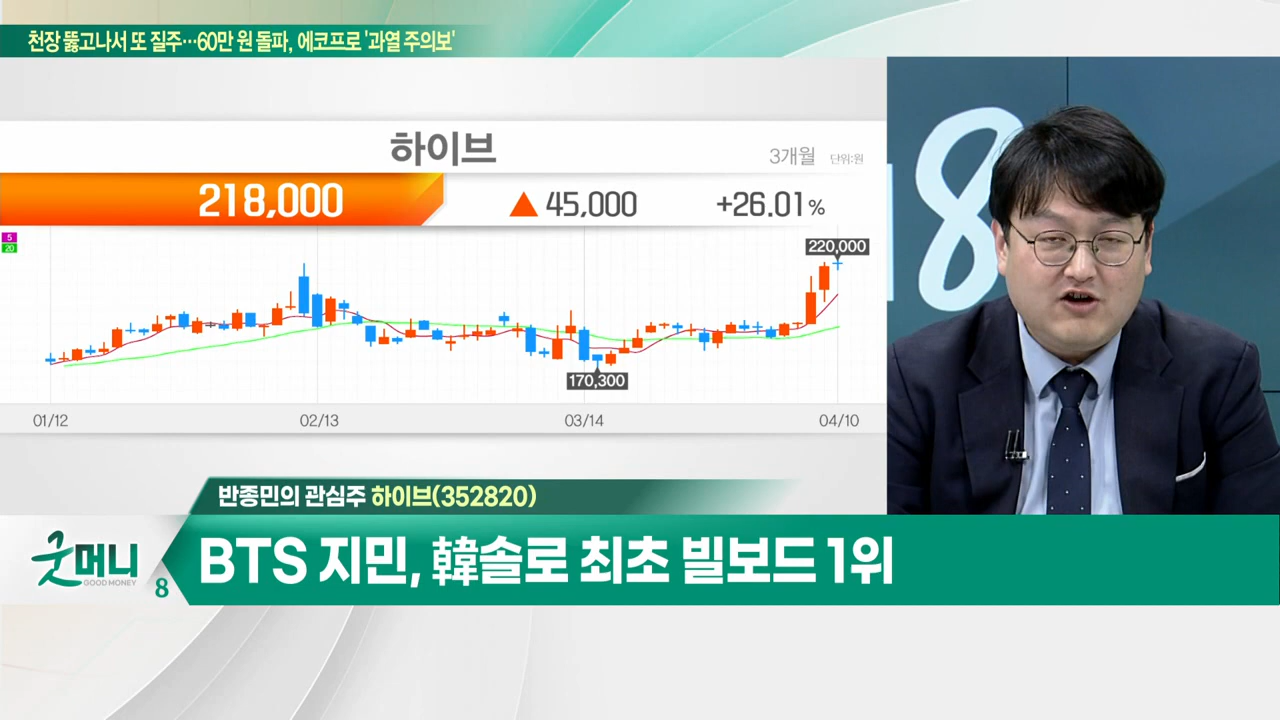 천장 뚫고나서 또 질주…60만 원 돌파, 에코프로 '과열 주의보'
하이브
3개월 단위:원
218,000 ▲ 45,000 +26.01%
5
20
220,000
170,300
01/12 02/13 03/14 04/10
8
반종민의 관심주 하이브(352820)
BTS 지민, 韓솔로 최초 빌보드 1위
굿머니
GOOD MONEY
8